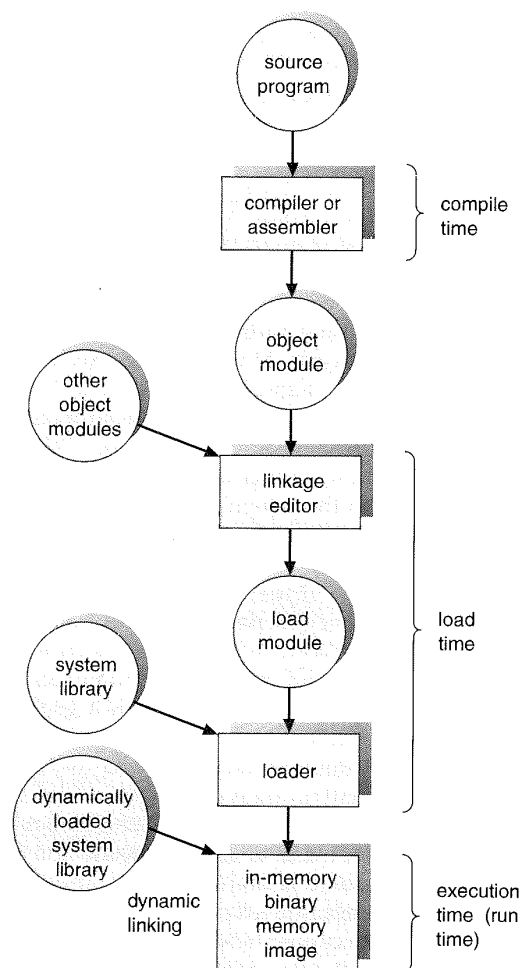 source
program
compiler or
assembler
compile
time
object
module
other
object
modules
linkage
editor
load
module
load
time
system
library
loader
dynamically
loaded
system
library
dynamic
linking
in-memory
binary
memory
image
execution
time (run
time)